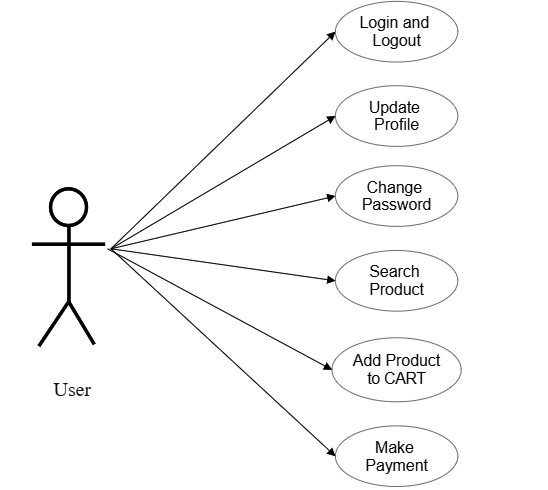 Login and
Logout
Update
Profile
Change
Password
Search
Product
Add Product
to CART
Make
Payment
User